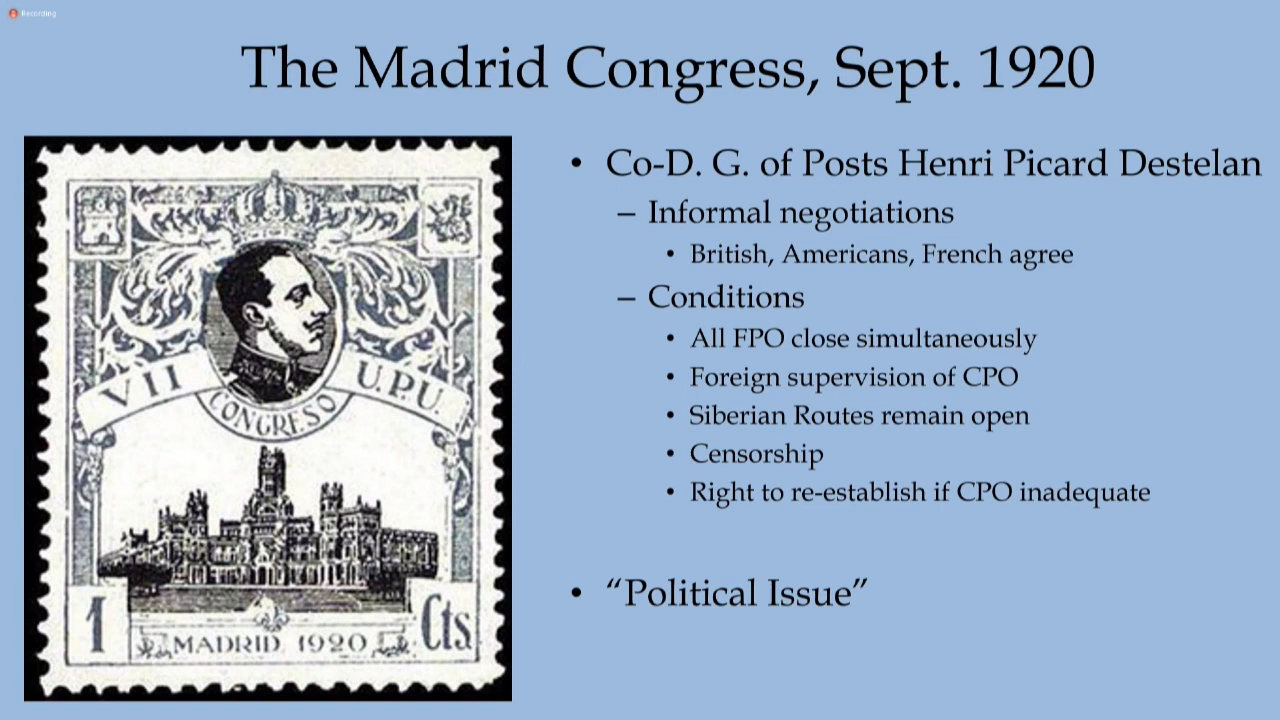 Recording
The Madrid Congress, Sept. 1920
VII CONGRESO U.P.U.
1 Cts
MADRID 1920
• Co-D. G. of Posts Henri Picard Destelan
– Informal negotiations
• British, Americans, French agree
– Conditions
• All FPO close simultaneously
• Foreign supervision of CPO
• Siberian Routes remain open
• Censorship
• Right to re-establish if CPO inadequate
• “Political Issue”